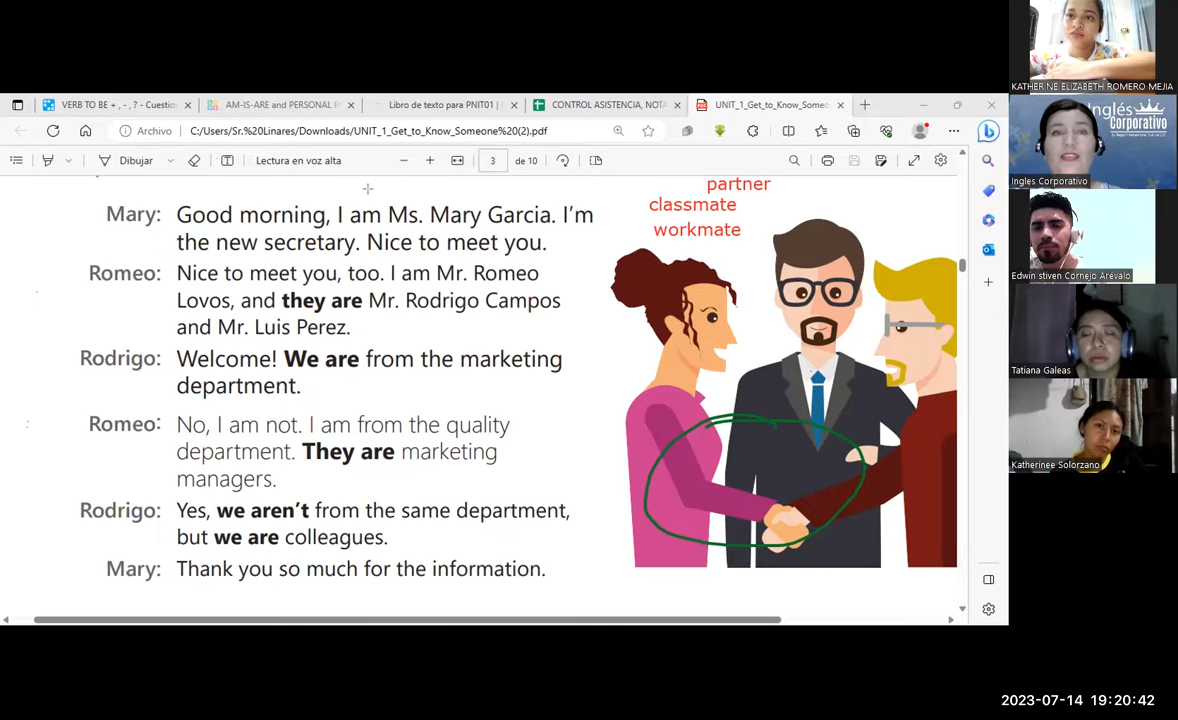 KATHERINE ELIZABETH ROMERO MEJIA
VERB TO BE + , - , ? - Cuestio
AM-IS-ARE and PERSONAL P
Libro de texto para PNIT01 |
CONTROL ASISTENCIA, NOTA
UNIT_1_Get_to_Know_Someone
Archivo
C:/Users/Sr.%20Linares/Downloads/UNIT_1_Get_to_Know_Someone%20(2).pdf
Dibujar
Lectura en voz alta
3
de 10
Inglés
Corporativo
Ingles Corporativo
partner
classmate
workmate
Mary: Good morning, I am Ms. Mary Garcia. I'm
the new secretary. Nice to meet you.
Romeo: Nice to meet you, too. I am Mr. Romeo
Lovos, and they are Mr. Rodrigo Campos
and Mr. Luis Perez.
Rodrigo: Welcome! We are from the marketing
department.
Romeo: No, I am not. I am from the quality
department. They are marketing
managers.
Rodrigo: Yes, we aren't from the same department,
but we are colleagues.
Mary: Thank you so much for the information.
Edwin stiven Cornejo Arévalo
Tatiana Galeas
Katherinee Solorzano
2023-07-14 19:20:42